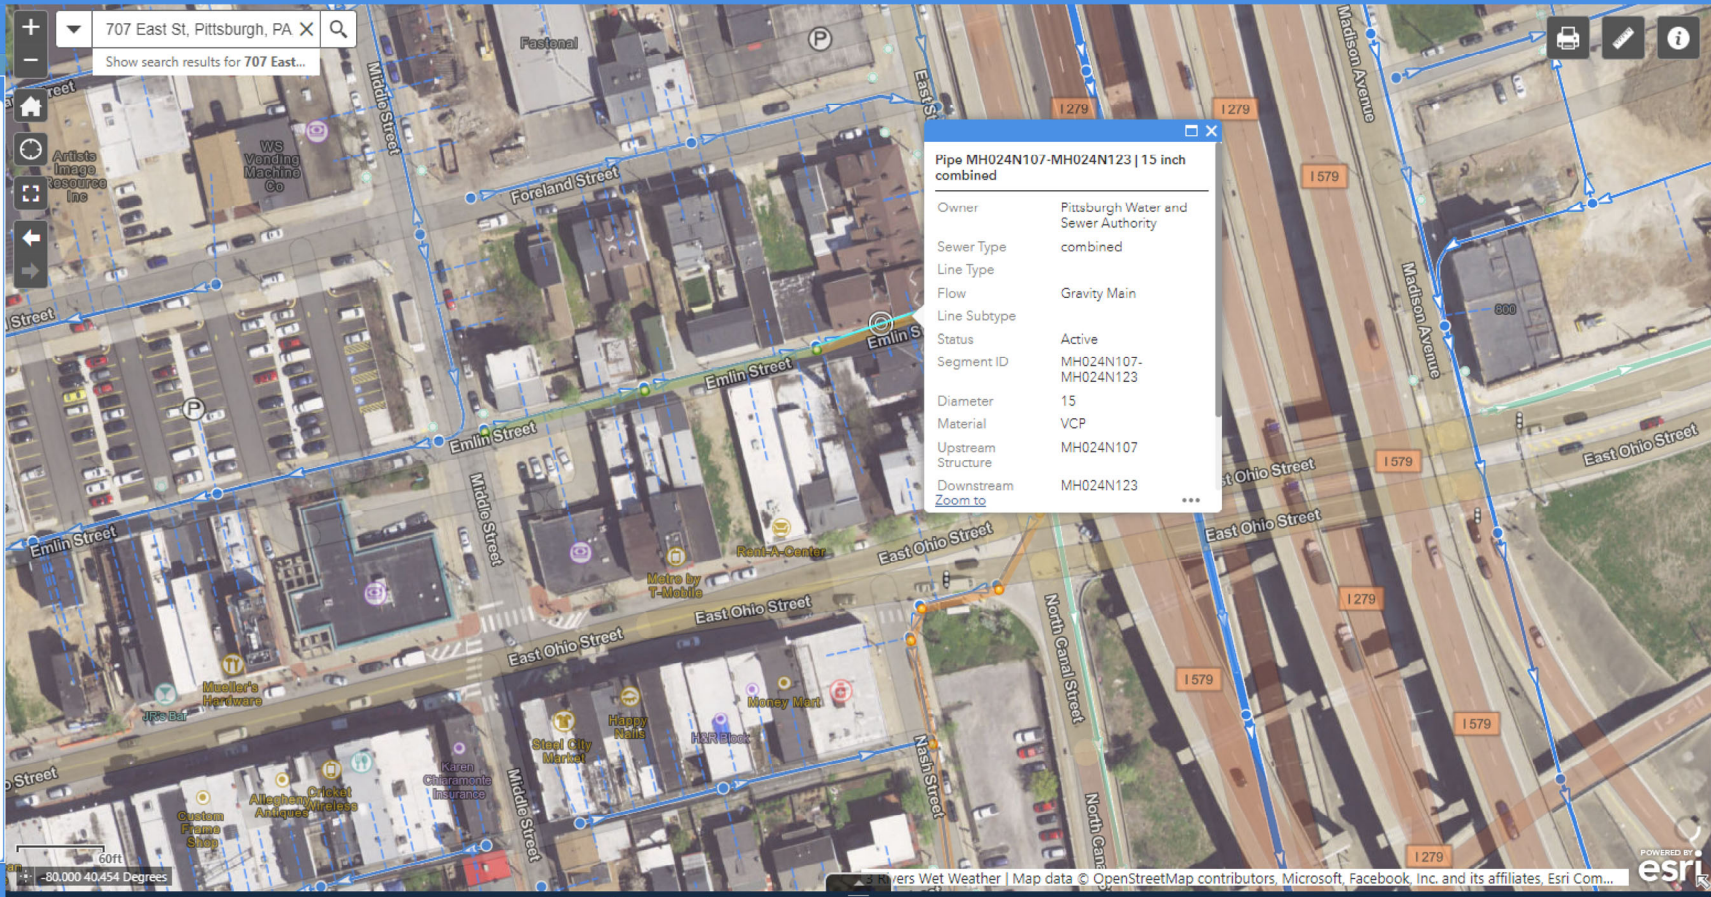 +
707 East St, Pittsburgh, PA
Show search results for 707 East...
−
Fastenal
P
East S
Middle Street
Madison Avenue
I 279
I 279
WS
Vending
Machine
Co
Artists
Image
Resource
Inc
Foreland Street
I 579
Pipe MH024N107-MH024N123 | 15 inch
combined
Owner
Pittsburgh Water and
Sewer Authority
Sewer Type
combined
Line Type
Flow
Gravity Main
Line Subtype
Status
Active
Segment ID
MH024N107-
MH024N123
Diameter
15
Material
VCP
Upstream
Structure
MH024N107
Downstream
MH024N123
Zoom to
Madison Avenue
800
Street
P
Emlin S
Emlin Street
Emlin Street
Emlin Street
Middle Street
I 579
st Ohio Street
East Ohio Street
East Ohio Street
East Ohio Street
Rent-A-Center
Metro by
T-Mobile
East Ohio Street
East Ohio Street
I 279
North Canal Street
I 579
I 579
Mueller's
Hardware
JR's Bar
Money Mart
Happy
Nails
H&R Block
Steel City
Market
Karen
Chiaramonte
Insurance
Nash Street
Middle Street
o Street
Allegheny
Antiques
Cricket
Wireless
Custom
Frame
Shop
North Cana
I 279
60ft
-80.000 40.454 Degrees
3 Rivers Wet Weather | Map data © OpenStreetMap contributors, Microsoft, Facebook, Inc. and its affiliates, Esri Com...
POWERED BY
esri